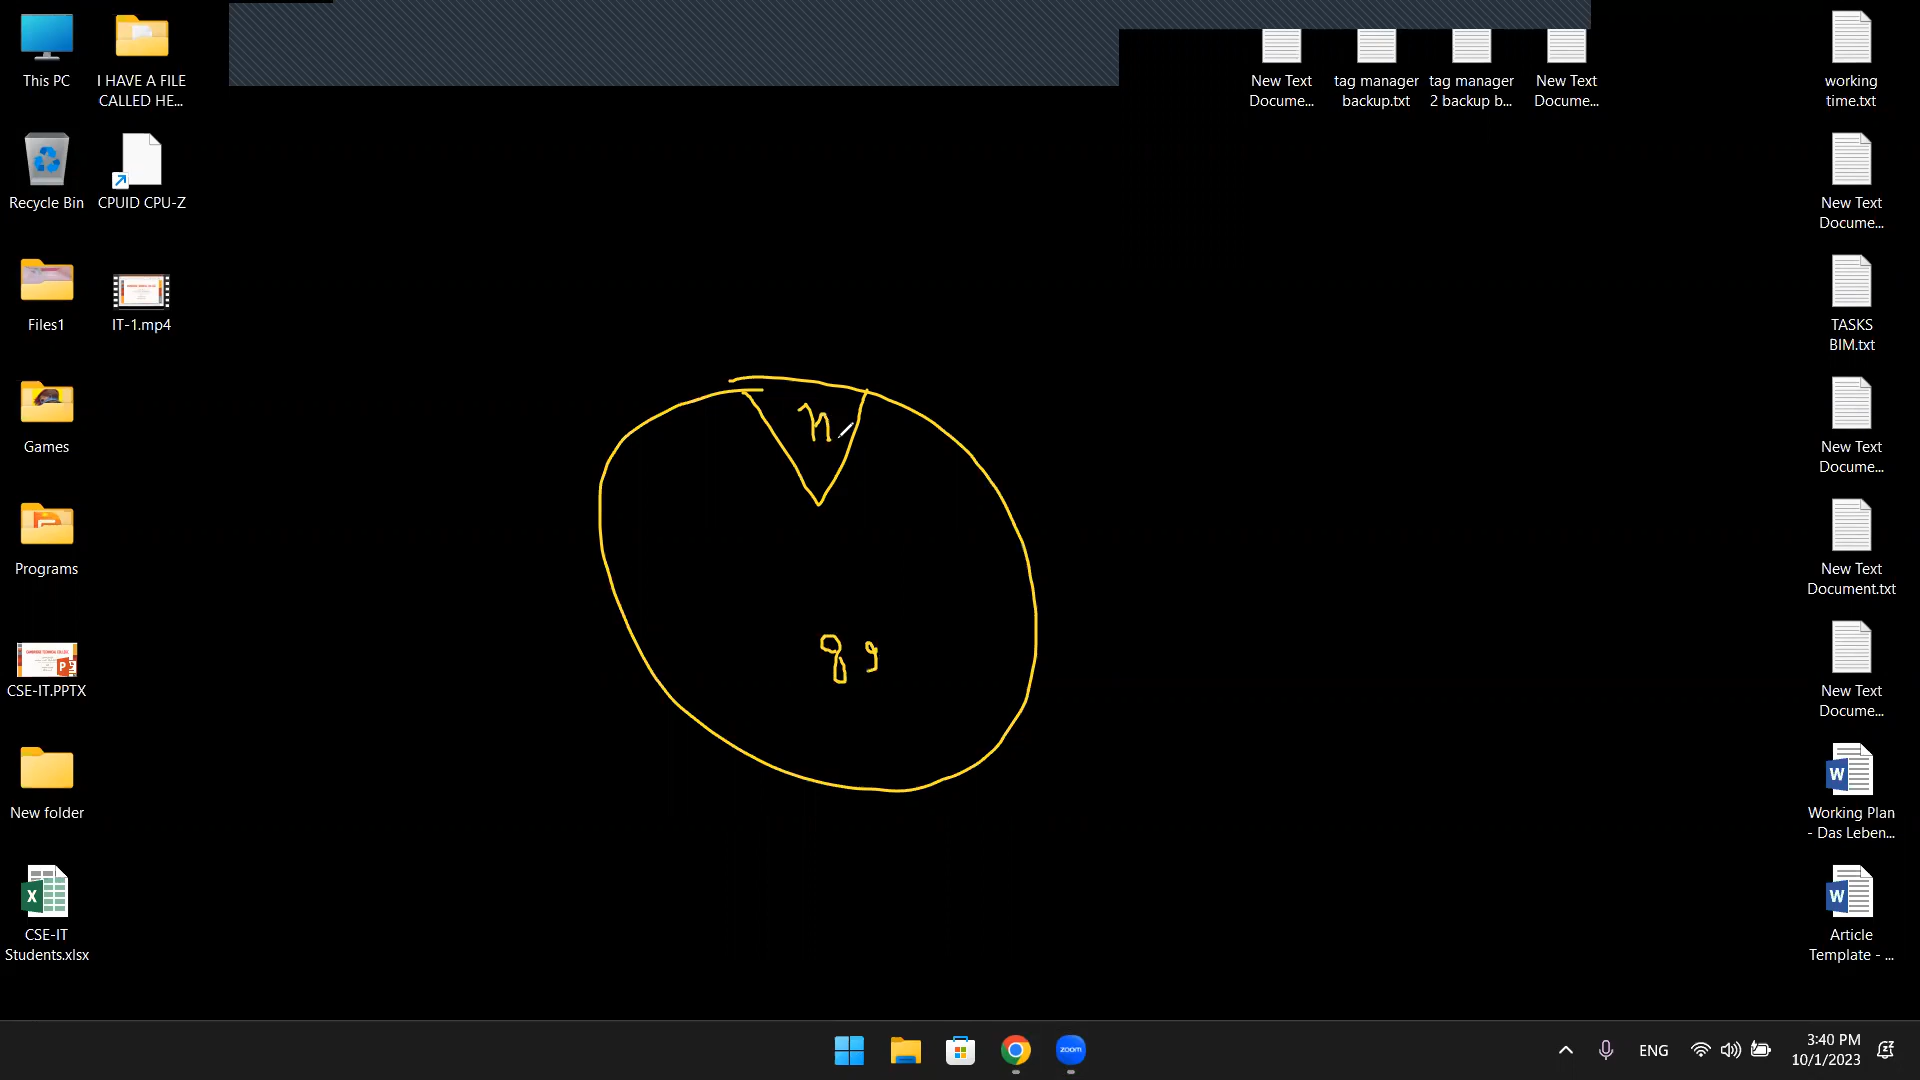 This PC
I HAVE A FILE
CALLED HE...
New Text
Docume...
tag manager
backup.txt
tag manager
2 backup b...
New Text
Docume...
working
time.txt
Recycle Bin
CPUID CPU-Z
New Text
Docume...
Files1
IT-1.mp4
TASKS
BIM.txt
Games
New Text
Docume...
Programs
New Text
Document.txt
CSE-IT.PPTX
New Text
Docume...
New folder
Working Plan
- Das Leben...
CSE-IT
Students.xlsx
Article
Template - ...
zoom
ENG
3:40 PM
10/1/2023